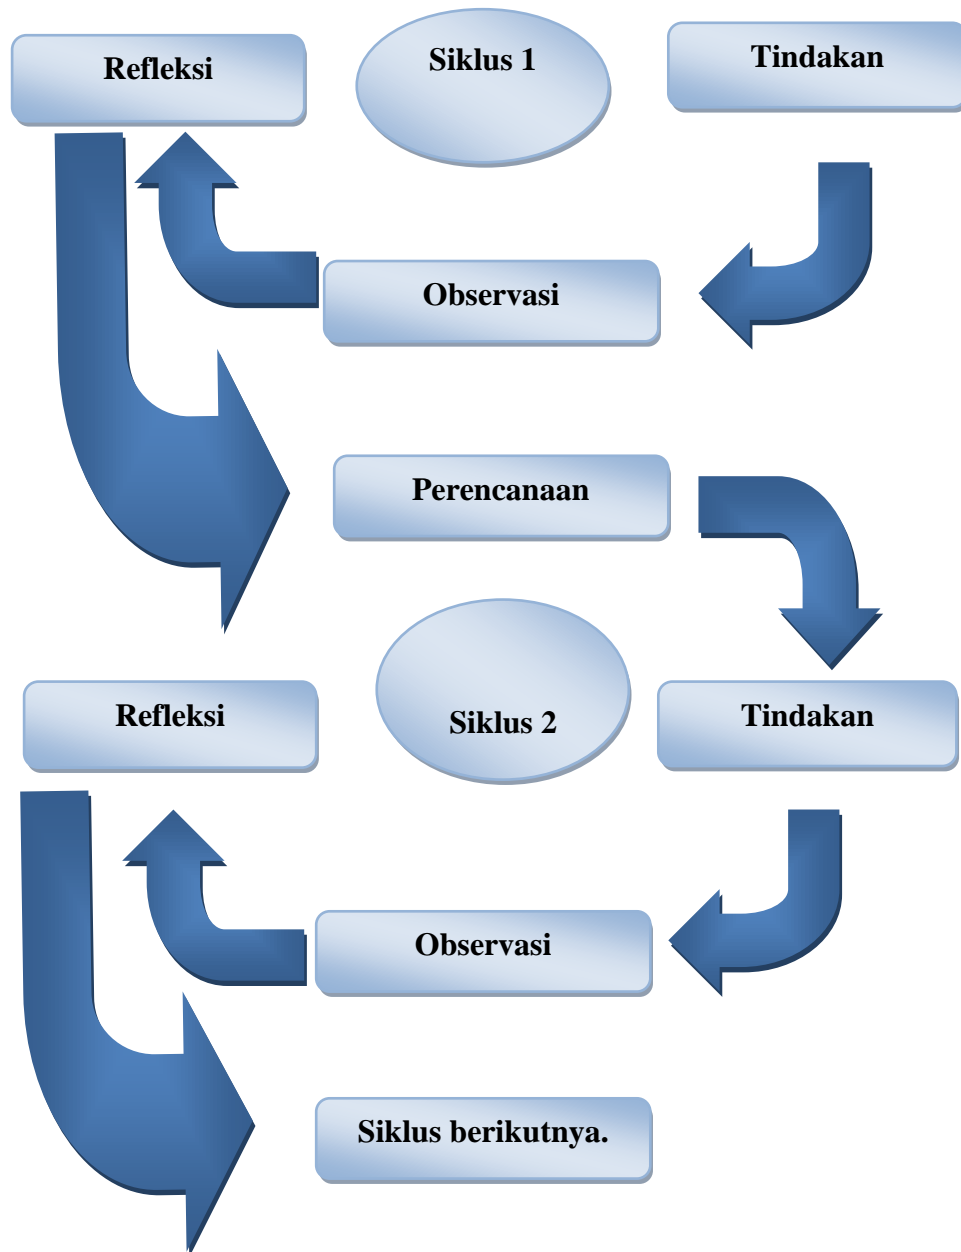 Refleksi
Siklus 1
Tindakan
Observasi
Perencanaan
Refleksi
Siklus 2
Tindakan
Observasi
Siklus berikutnya.